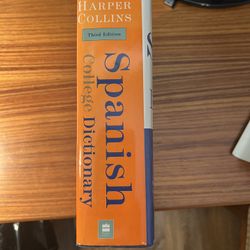 HARPER
COLLINS
Third Edition
Spanish
College Dictionary